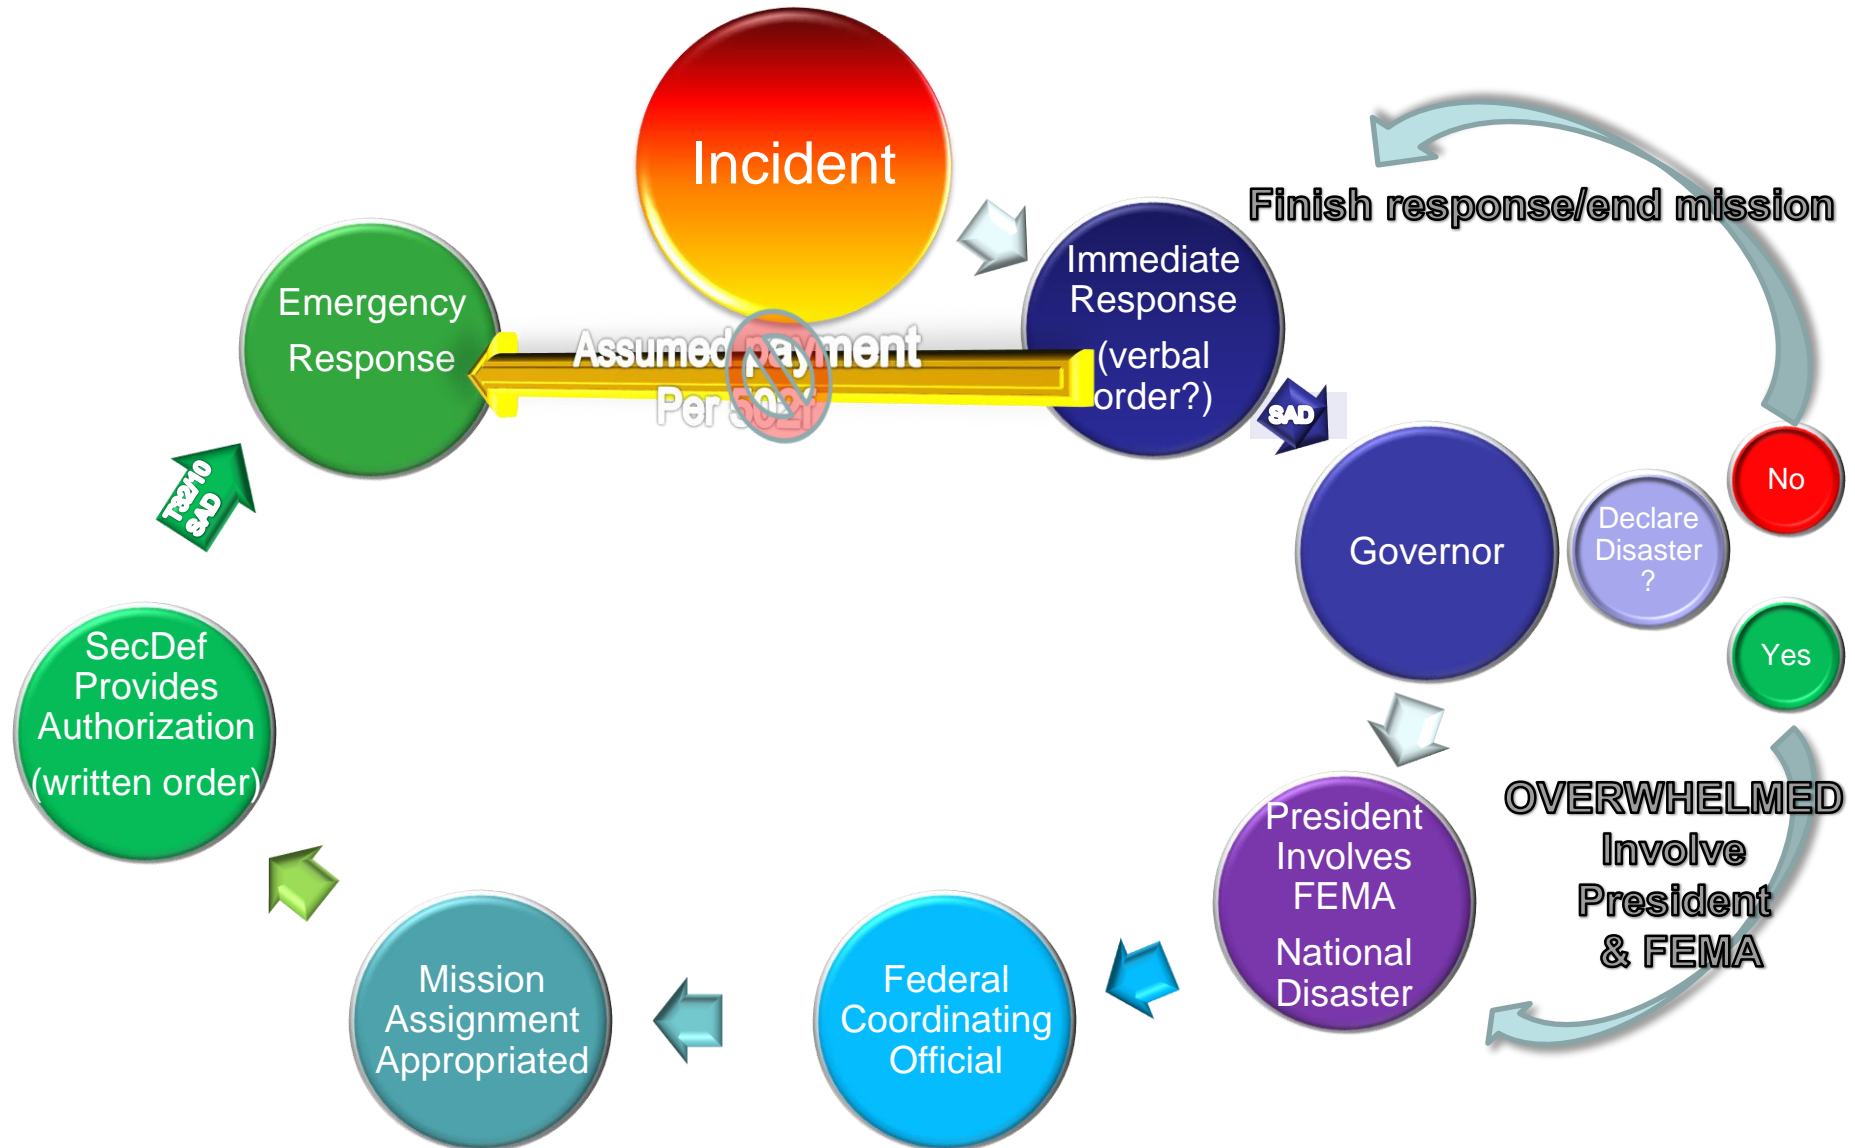 Incident
Finish response/end mission
Immediate
Response
(verbal
order?)
Emergency
Response
Assumed payment
Per 502f
SAD
No
Governor
Declare
Disaster
?
Yes
T32/10
SAD
SecDef
Provides
Authorization
(written order)
OVERWHELMED
Involve
President
& FEMA
President
Involves
FEMA
National
Disaster
Federal
Coordinating
Official
Mission
Assignment
Appropriated